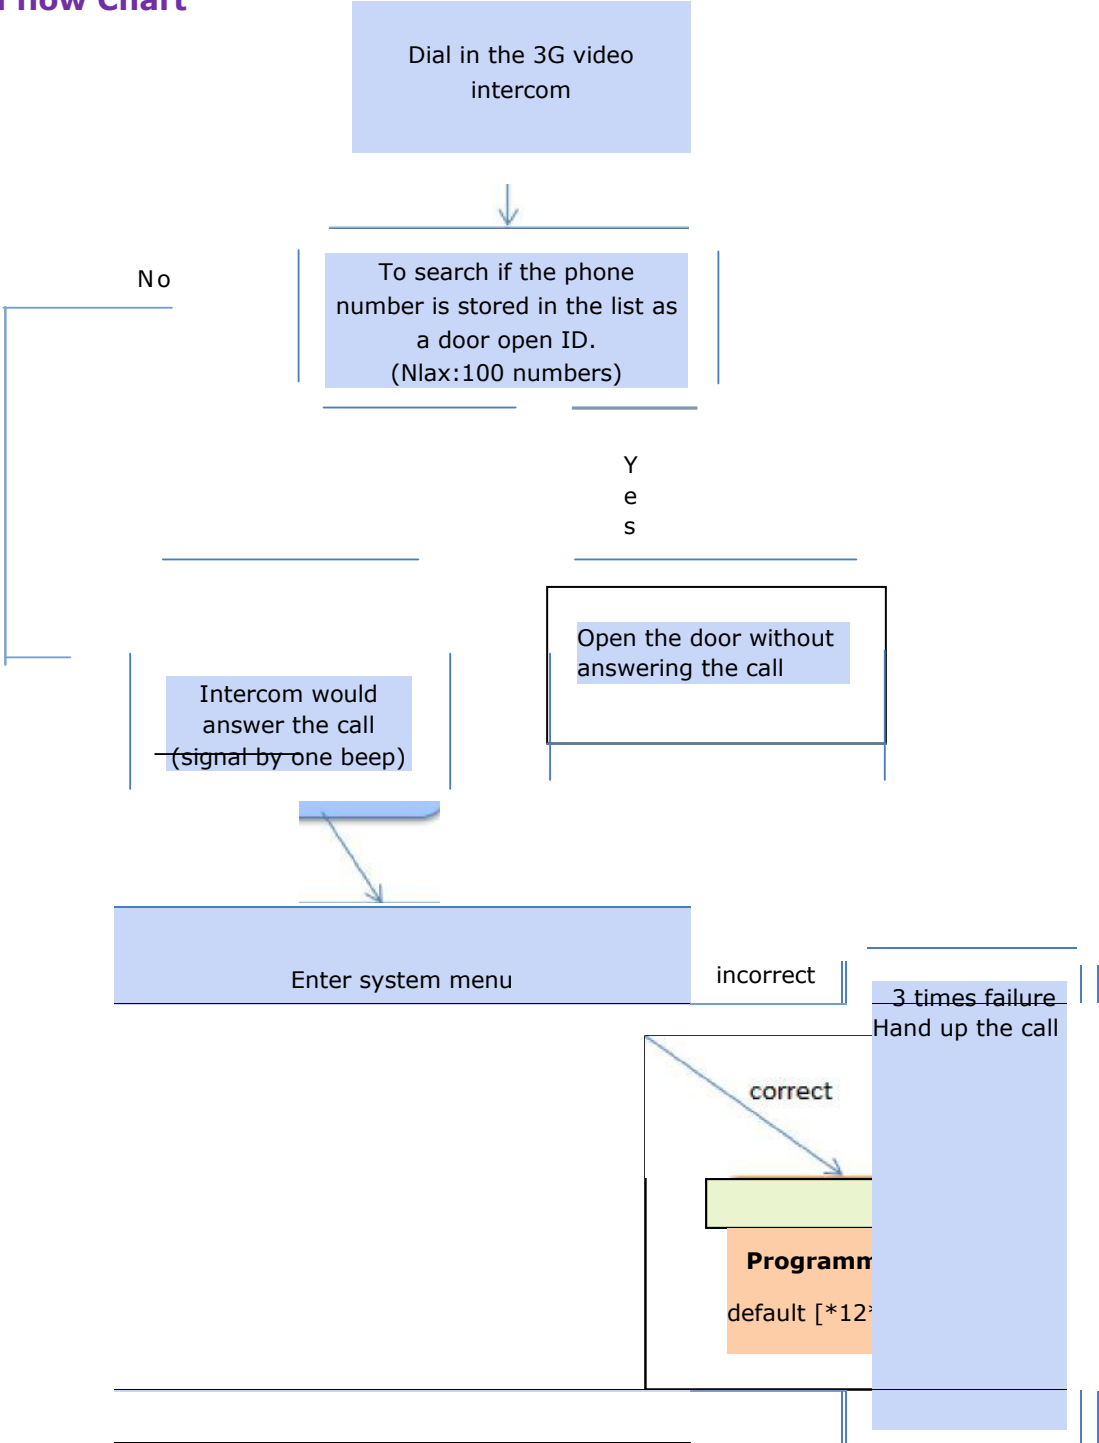 Flow Chart
Dial in the 3G video
intercom
No
To search if the phone
number is stored in the list as
a door open ID.
(Nlax:100 numbers)
Y
e
s
Open the door without
answering the call
Intercom would
answer the call
(signal by one beep)
Enter system menu
incorrect
3 times failure
Hand up the call
correct
default [*12*